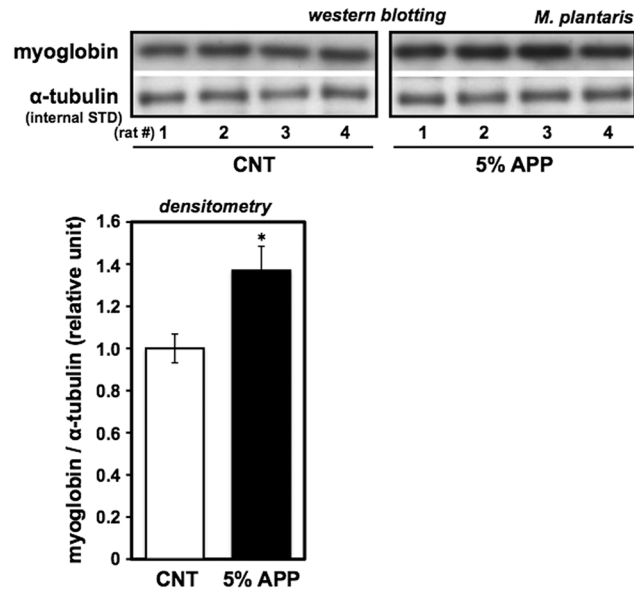 western blotting M. plantaris
myoglobin
α-tubulin
(internal STD)
(rat #) 1 2 3 4 1 2 3 4
CNT 5% APP
densitometry
*
myoglobin / α-tubulin (relative unit)
1.6
1.4
1.2
1.0
0.8
0.6
0.4
0.2
0
CNT 5% APP